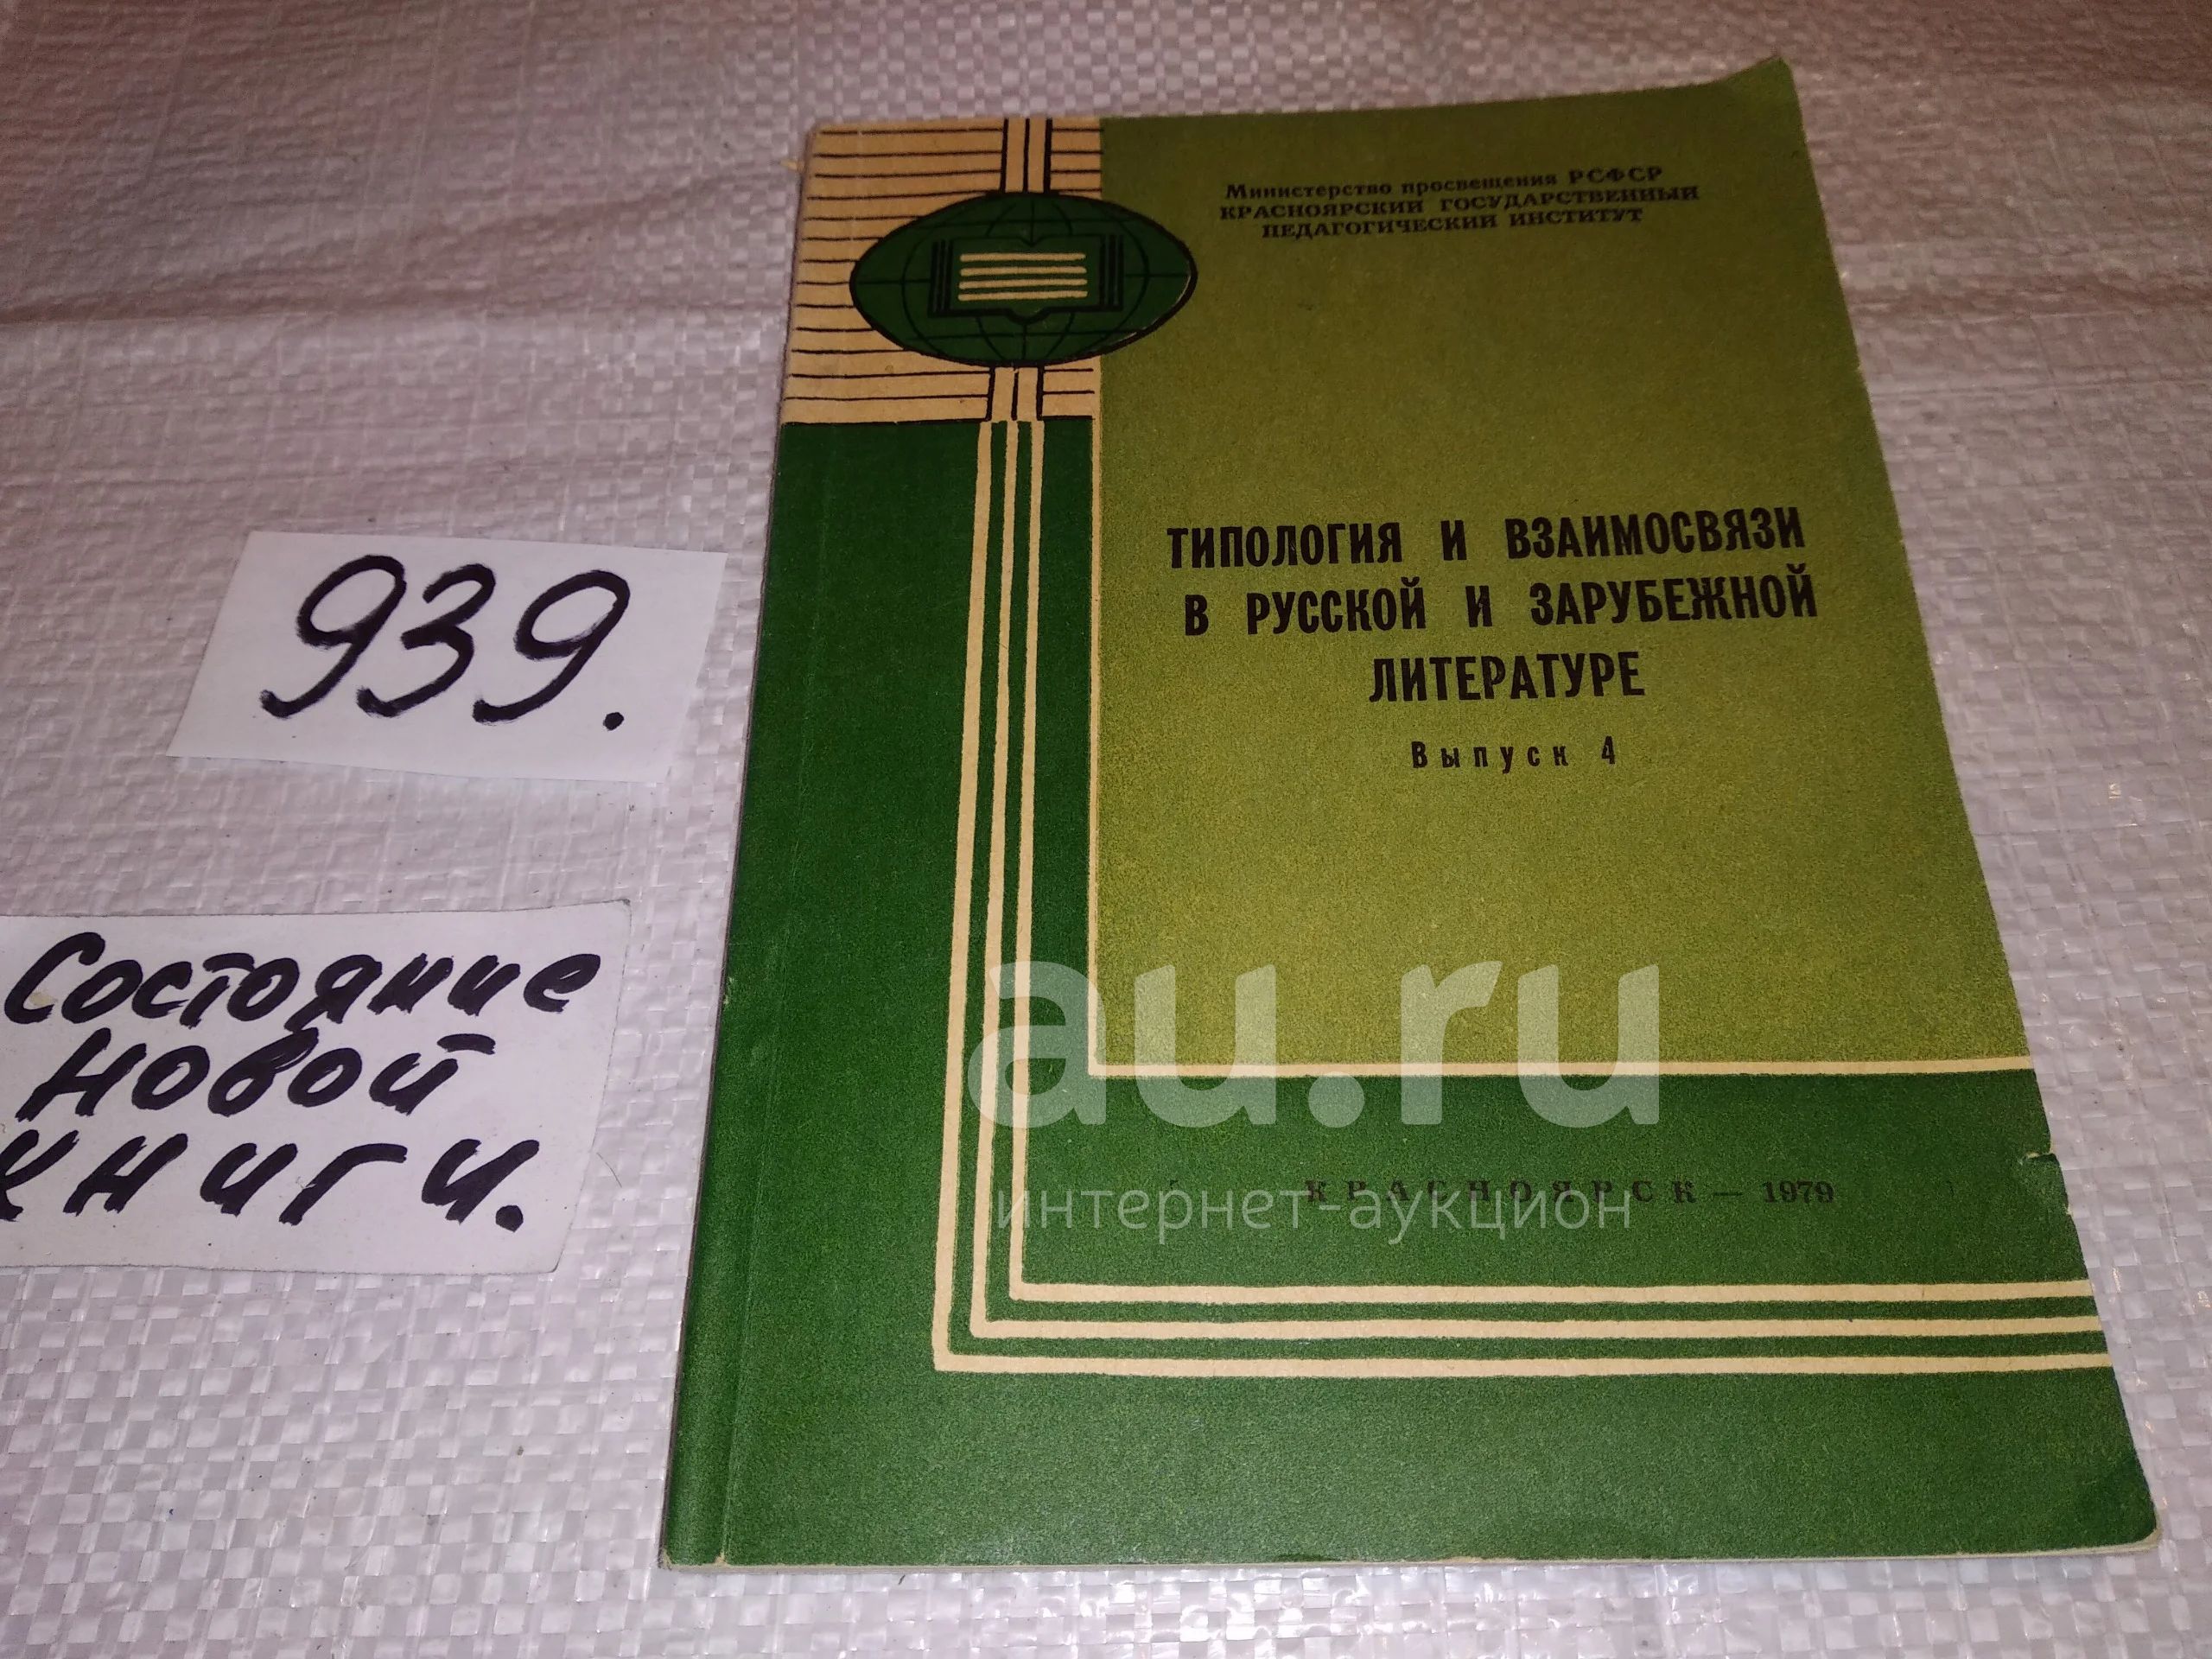 Министерство просвещения РСФСР
КРАСНОЯРСКИЙ ГОСУДАРСТВЕННЫЙ
ПЕДАГОГИЧЕСКИЙ ИНСТИТУТ
ТИПОЛОГИЯ И ВЗАИМОСВЯЗИ
В РУССКОЙ И ЗАРУБЕЖНОЙ
ЛИТЕРАТУРЕ
Выпуск 4
939.
Состояние
новой
книги.
au.ru
КРАСНОЯРСК — 1979
интернет-аукцион